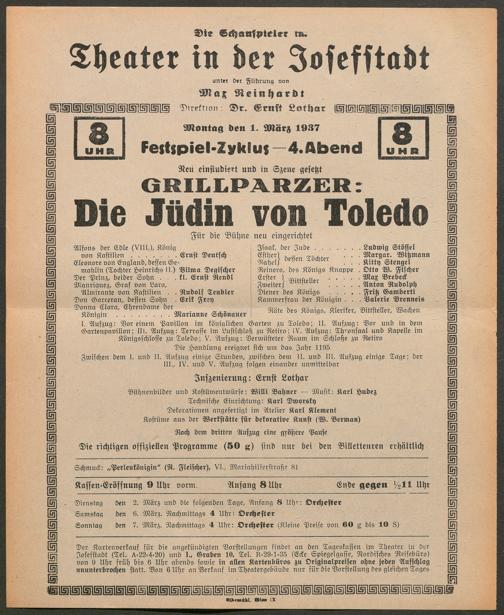 Die Schauspieler im
Theater in der Josefstadt
unter der Führung von
Max Reinhardt
Direktion: Dr. Ernst Lothar
8 UHR
Montag den 1. März 1937
Festspiel-Zyklus — 4. Abend
8 UHR
Neu einstudiert und in Szene gesetzt
GRILLPARZER:
Die Jüdin von Toledo
Für die Bühne neu eingerichtet
Alfons der Edle (VIII.), König
von Kastilien . . . . . . Ernst Deutsch
Eleonore von England, dessen Ge-
mahlin (Tochter Heinrichs II.) Vilma Degischer
Der Prinz, beider Sohn . . . Kl. Ernst Rendl
Manrique, Graf von Lara,
Almirante von Kastilien . . Rudolf Teubler
Don Garceran, dessen Sohn . Erik Frey
Donna Clara, Ehrendame der
Königin . . . . . . Marianne Schönauer
Isaak, der Jude . . . . . . . Ludwig Stössel
Esther) . . . . . . Margar. Witzmann
Rahel) dessen Töchter . . . . Kitty Stengel
Reinero, des Königs Knappe . Otto W. Fischer
Erster) . . . . . . Max Brebeck
Zweiter) Bittsteller . . . . . Anton Rudolph
Diener des Königs . . . . . Fritz Gamberti
Kammerfrau der Königin . . Valerie Brenneis
Räte des Königs, Kleriker, Bittsteller, Wachen
I. Aufzug: Vor einem Pavillon im königlichen Garten zu Toledo; II. Aufzug: Vor und in dem
Gartenpavillon; III. Aufzug: Terrasse im Lustschloß zu Retiro; IV. Aufzug: Thronsaal und Kapelle im
Königsschlosse zu Toledo; V. Aufzug: Verwüsteter Raum im Schlosse zu Retiro
Die Handlung ereignet sich um das Jahr 1195
Zwischen dem I. und II. Aufzug einige Stunden, zwischen dem II. und III. Aufzug einige Tage; der
III., IV. und V. Aufzug folgen einander unmittelbar
Inszenierung: Ernst Lothar
Bühnenbilder und Kostümentwürfe: Willi Bahner — Musik: Karl Hudez
Technische Einrichtung: Karl Dworsky
Dekorationen angefertigt im Atelier Karl Klement
Kostüme aus der Werkstätte für dekorative Kunst (W. Berman)
Nach dem dritten Aufzug eine größere Pause
Die richtigen offiziellen Programme (50 g) sind nur bei den Billetteuren erhältlich
Schmuck: „Perlenkönigin" (R. Fleischer), VI., Mariahilferstraße 81
Kassen-Eröffnung 9 Uhr vorm. Anfang 8 Uhr Ende gegen ½11 Uhr
Dienstag den 2. März und die folgenden Tage, Anfang 8 Uhr: Orchester
Samstag den 6. März, Nachmittags 4 Uhr: Orchester
Sonntag den 7. März, Nachmittags 4 Uhr: Orchester (Kleine Preise von 60 g bis 10 S)
Der Kartenverkauf für die angekündigten Vorstellungen findet an den Tageskassen im Theater in der
Josefstadt (Tel. A-22-4-20) und I., Graben 10, Tel. R-29-1-35 (Ecke Spiegelgasse, Nordisches Reisebüro)
von 9 Uhr früh bis 6 Uhr abends sowie in allen Kartenbüros zu Originalpreisen ohne jeden Aufschlag
ununterbrochen statt. Von 6 Uhr an Verkauf im Theatergebäude nur für die Vorstellung des gleichen Tages
Wien IX